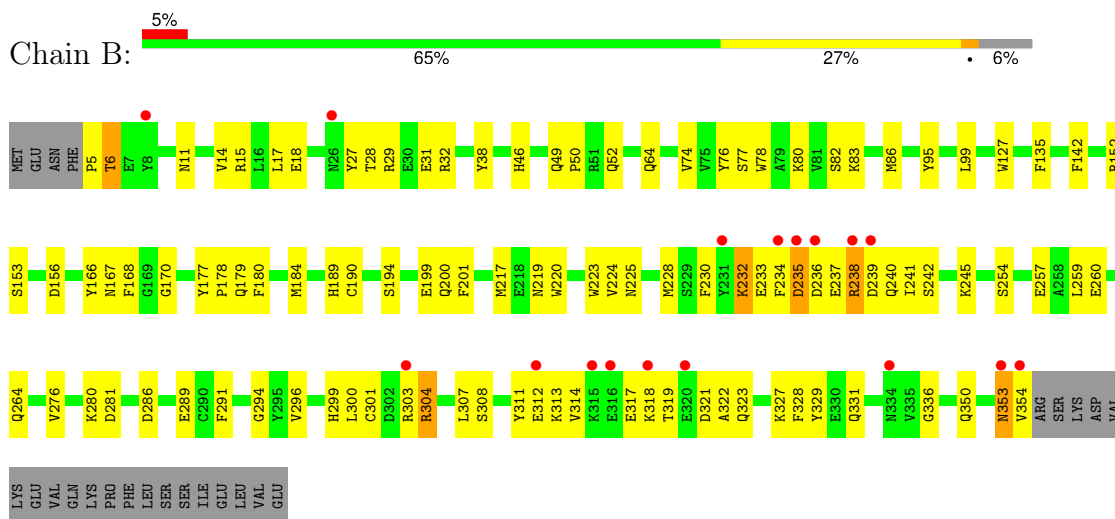 5%
Chain B:
65% 27% • 6%
MET GLU ASN PHE P5 T6 E7 Y8 N11 V14 R15 L16 L17 E18 N26 Y27 T28 R29 E30 E31 R32 Y38 H46 Q49 P50 R51 Q52 Q64 V74 V75 Y76 S77 W78 A79 K80 V81 S82 K83 M86 Y95 L99 W127 F135 F142 R152
S153 D156 Y166 N167 F168 G169 G170 Y177 P178 Q179 F180 M184 H189 C190 S194 E199 Q200 F201 M217 E218 N219 W220 W223 V224 N225 M228 S229 F230 Y231 K232 E233 F234 D235 D236 E237 R238 D239 Q240 I241 S242 K245 S254 E257 A258 L259 E260
Q264 V276 K280 D281 D286 E289 C290 F291 G294 Y295 V296 H299 L300 C301 D302 R303 R304 L307 S308 Y311 E312 K313 V314 K315 E316 E317 K318 T319 E320 D321 A322 Q323 K327 F328 Y329 E330 Q331 N334 V335 G336 Q350 N353 V354 ARG SER LYS ASP VAL
LYS GLU VAL GLN LYS PRO PHE LEU SER SER ILE GLU LEU VAL GLU